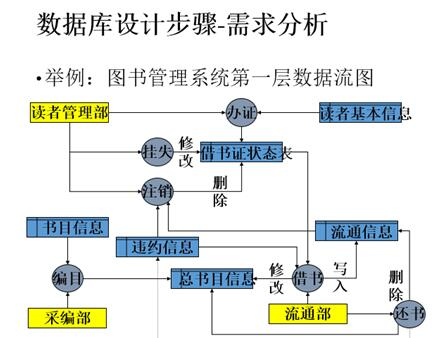 数据库设计步骤-需求分析
•举例：图书管理系统第一层数据流图
读者管理部
办证
读者基本信息
挂失
修改
借书证状态表
注销
删除
书目信息
违约信息
流通信息
编目
总书目信息
修改
借书
写入
删除
采编部
流通部
还书